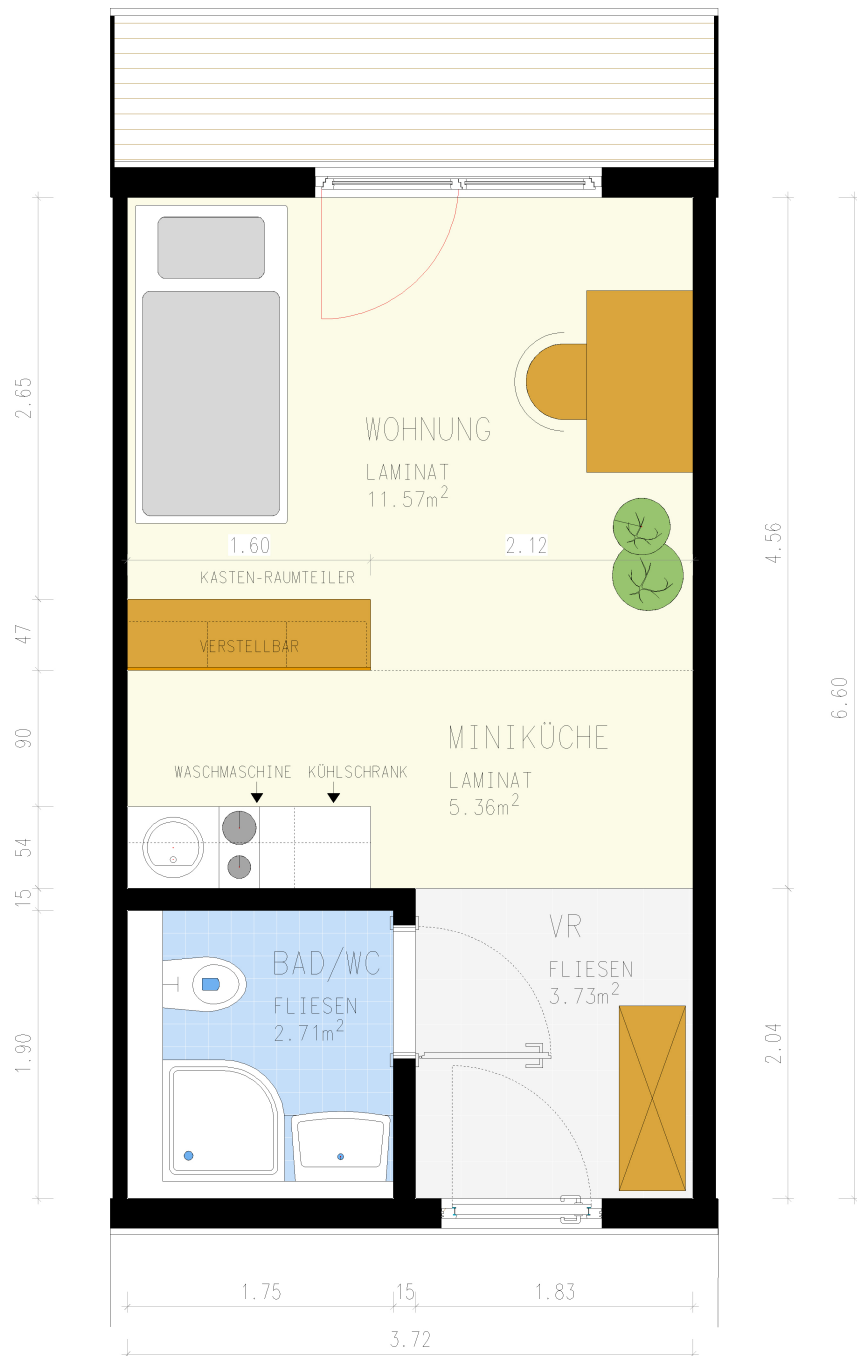 2.65
WOHNUNG
LAMINAT
11.57m²
1.60
2.12
4.56
KASTEN-RAUMTEILER
47
VERSTELLBAR
6.60
90
MINIKÜCHE
WASCHMASCHINE KÜHLSCHRANK
LAMINAT
5.36m²
54
15
VR
BAD/WC
FLIESEN
3.73m²
FLIESEN
2.71m²
1.90
2.04
1.75
15
1.83
3.72